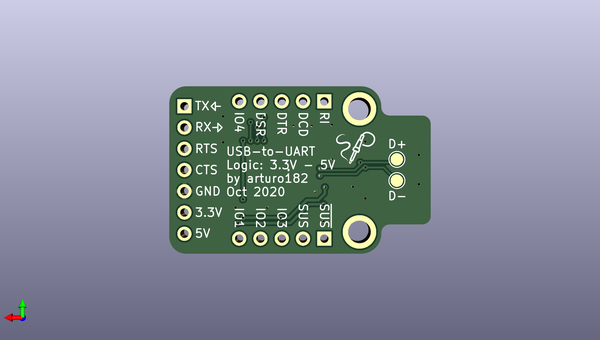 TX←
RX→
RTS
CTS
GND
3.3V
5V
IO4
DSR
DTR
DCD
RI
USB-to-UART
Logic: 3.3V - 5V
by arturo182
Oct 2020
IO1
IO2
IO3
SUS
SUS
D+
D-